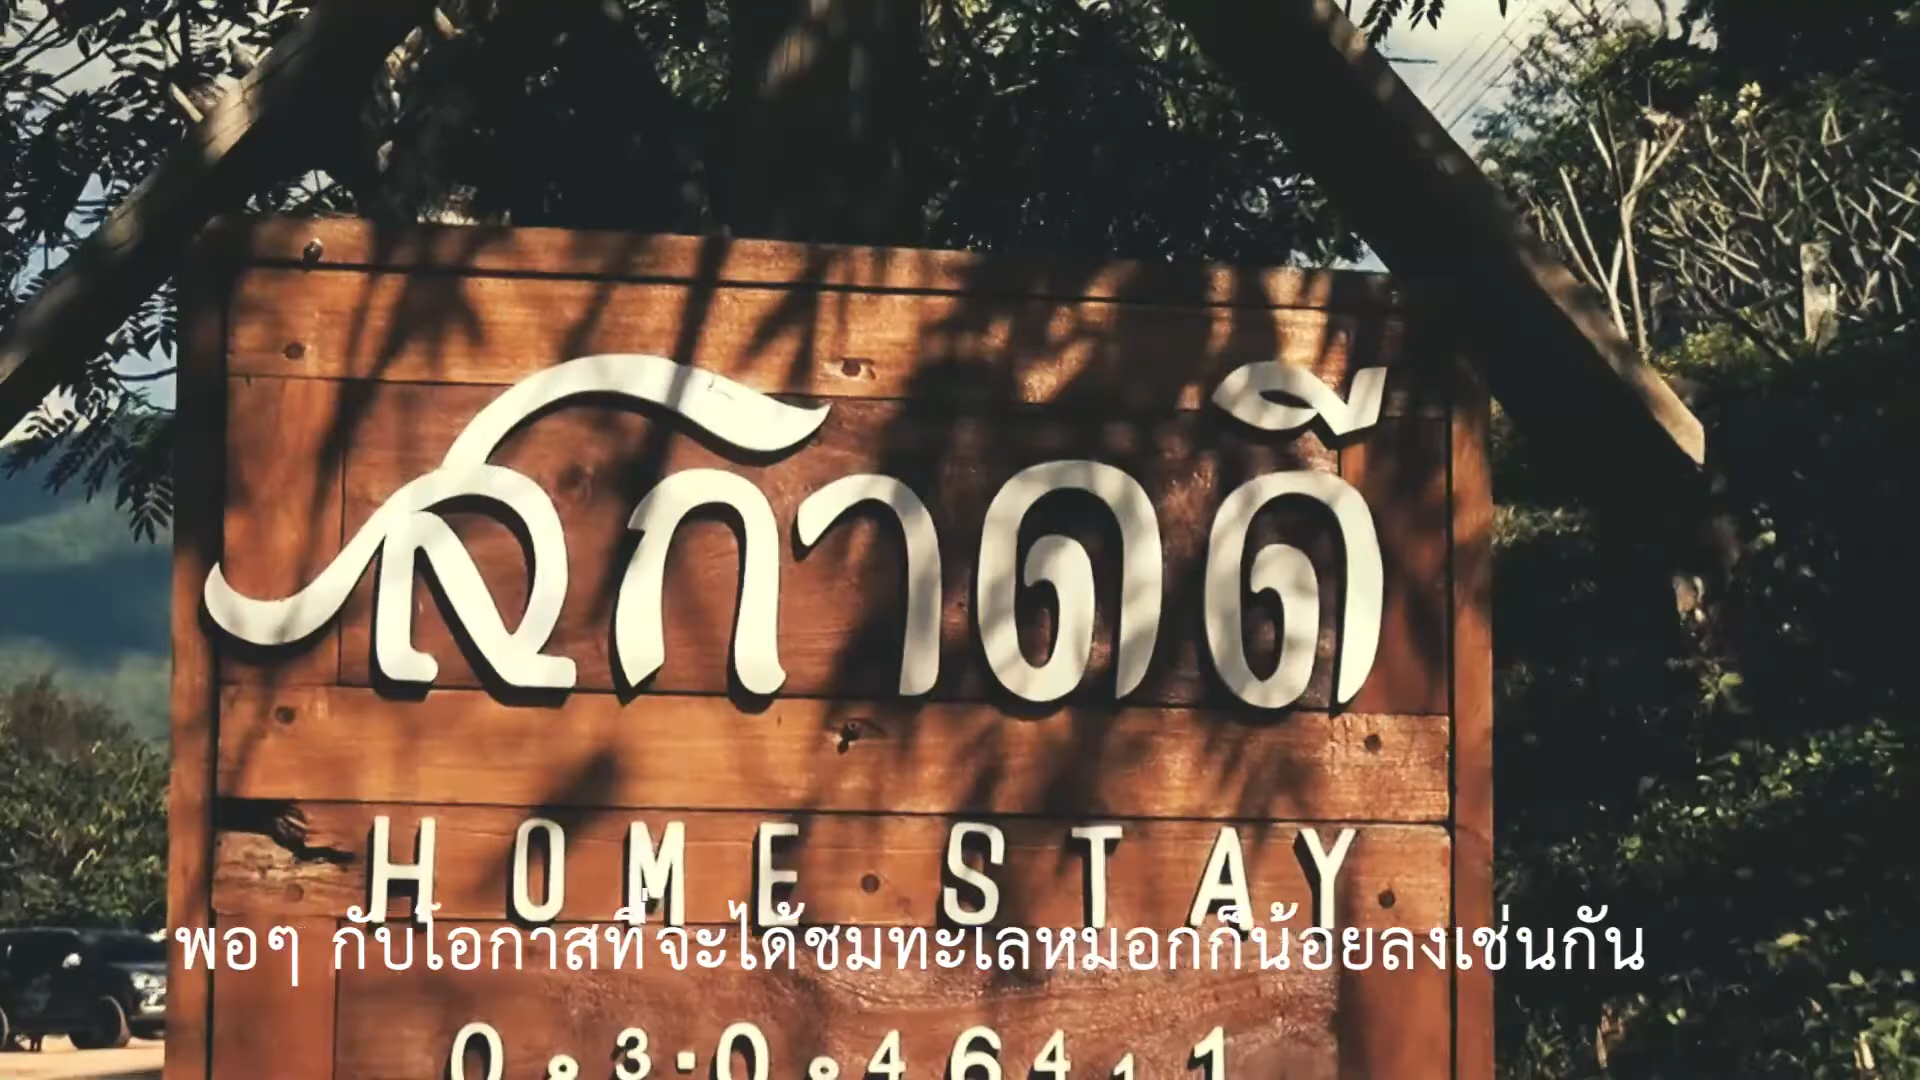 สกาดดี
HOME STAY
พอๆ กับโอกาสที่จะได้ชมทะเลหมอกก็น้อยลงเช่นกัน